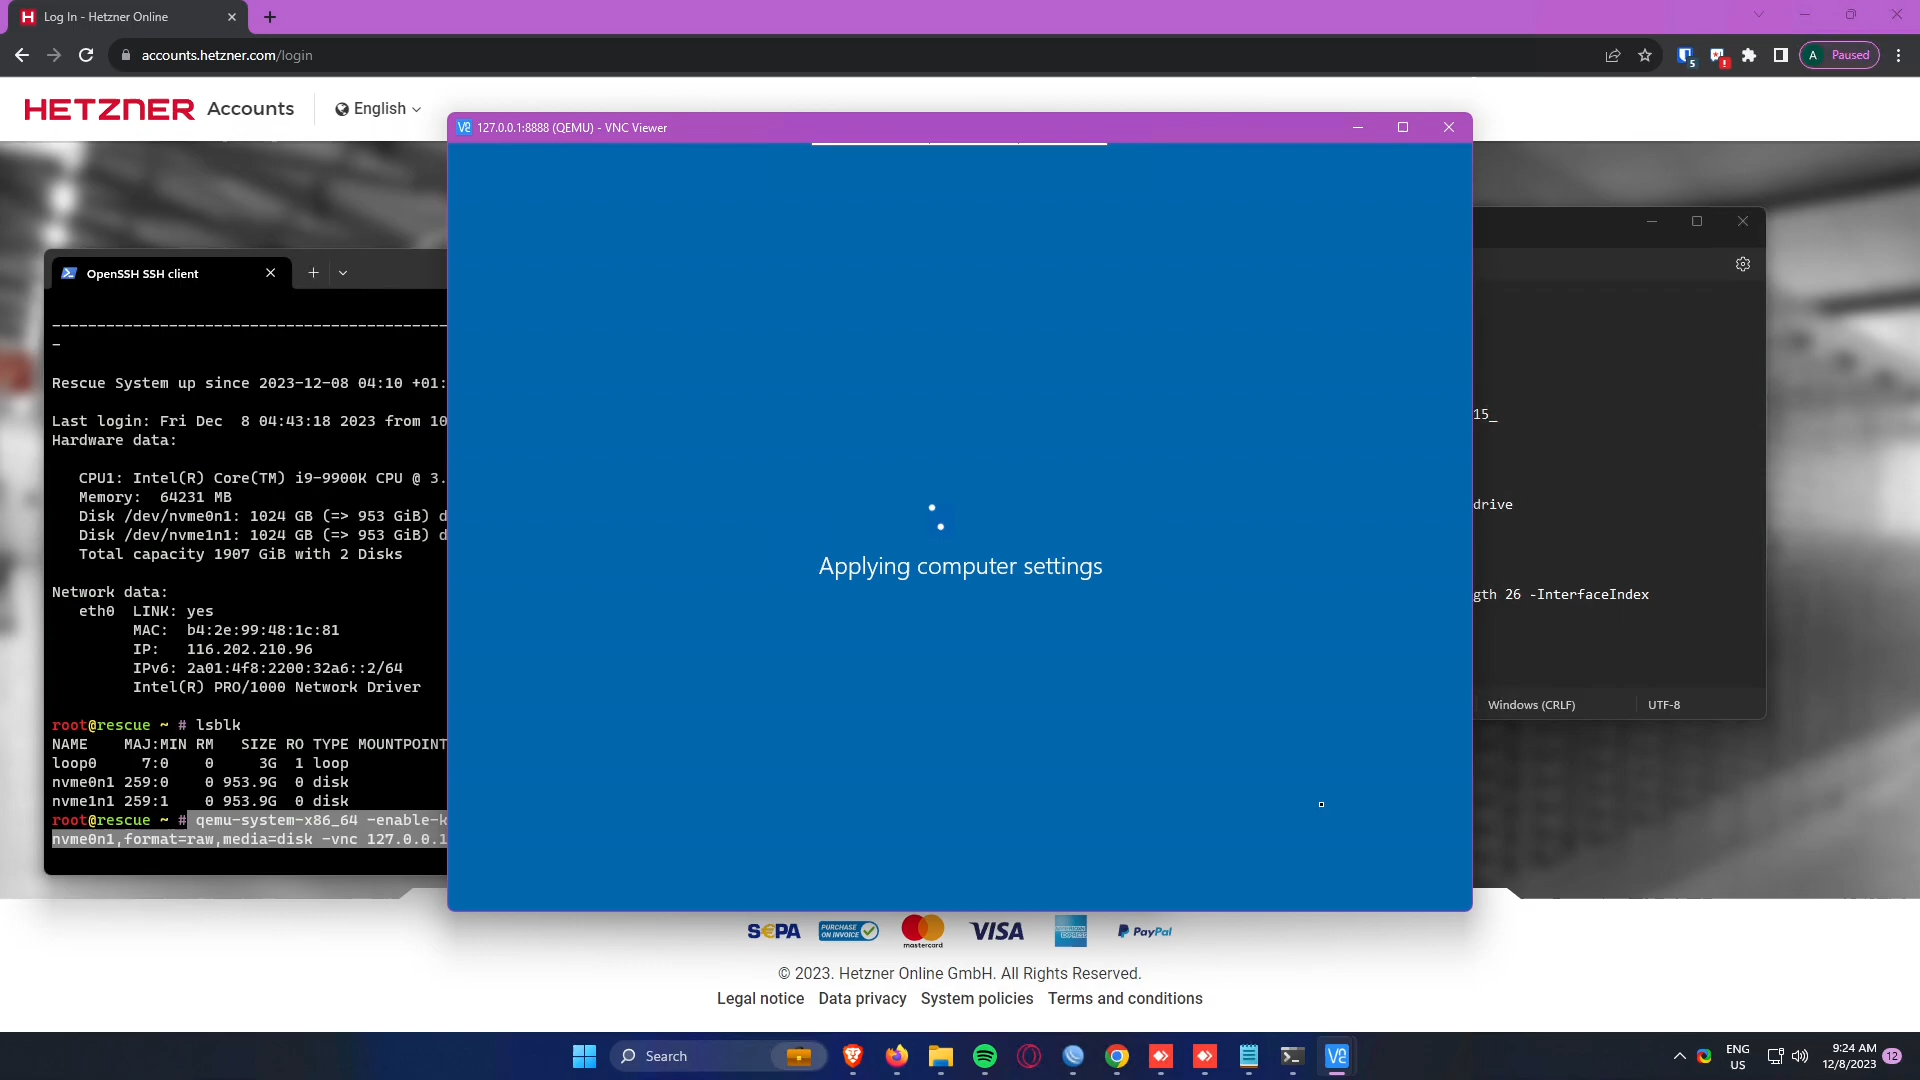 Log In - Hetzner Online
accounts.hetzner.com/login
5
A Paused
HETZNER Accounts
English
127.0.0.1:8888 (QEMU) - VNC Viewer
Applying computer settings
OpenSSH SSH client
Rescue System up since 2023-12-08 04:10 +01:
Last login: Fri Dec  8 04:43:18 2023 from 10
Hardware data:
CPU1: Intel(R) Core(TM) i9-9900K CPU @ 3.
Memory:  64231 MB
Disk /dev/nvme0n1: 1024 GB (=> 953 GiB) d
Disk /dev/nvme1n1: 1024 GB (=> 953 GiB) d
Total capacity 1907 GiB with 2 Disks
Network data:
eth0  LINK: yes
MAC:  b4:2e:99:48:1c:81
IP:   116.202.210.96
IPv6: 2a01:4f8:2200:32a6::2/64
Intel(R) PRO/1000 Network Driver
root@rescue ~ # lsblk
NAME    MAJ:MIN RM   SIZE RO TYPE MOUNTPOINT
loop0     7:0    0     3G  1 loop
nvme0n1 259:0    0 953.9G  0 disk
nvme1n1 259:1    0 953.9G  0 disk
root@rescue ~ # qemu-system-x86_64 -enable-k
nvme0n1,format=raw,media=disk -vnc 127.0.0.1
15_
drive
gth 26 -InterfaceIndex
Windows (CRLF)
UTF-8
SEPA
PURCHASE ON INVOICE
mastercard
VISA
AMERICAN EXPRESS
PayPal
© 2023. Hetzner Online GmbH. All Rights Reserved.
Legal notice Data privacy System policies Terms and conditions
Search
ENG
US
9:24 AM
12/8/2023
12